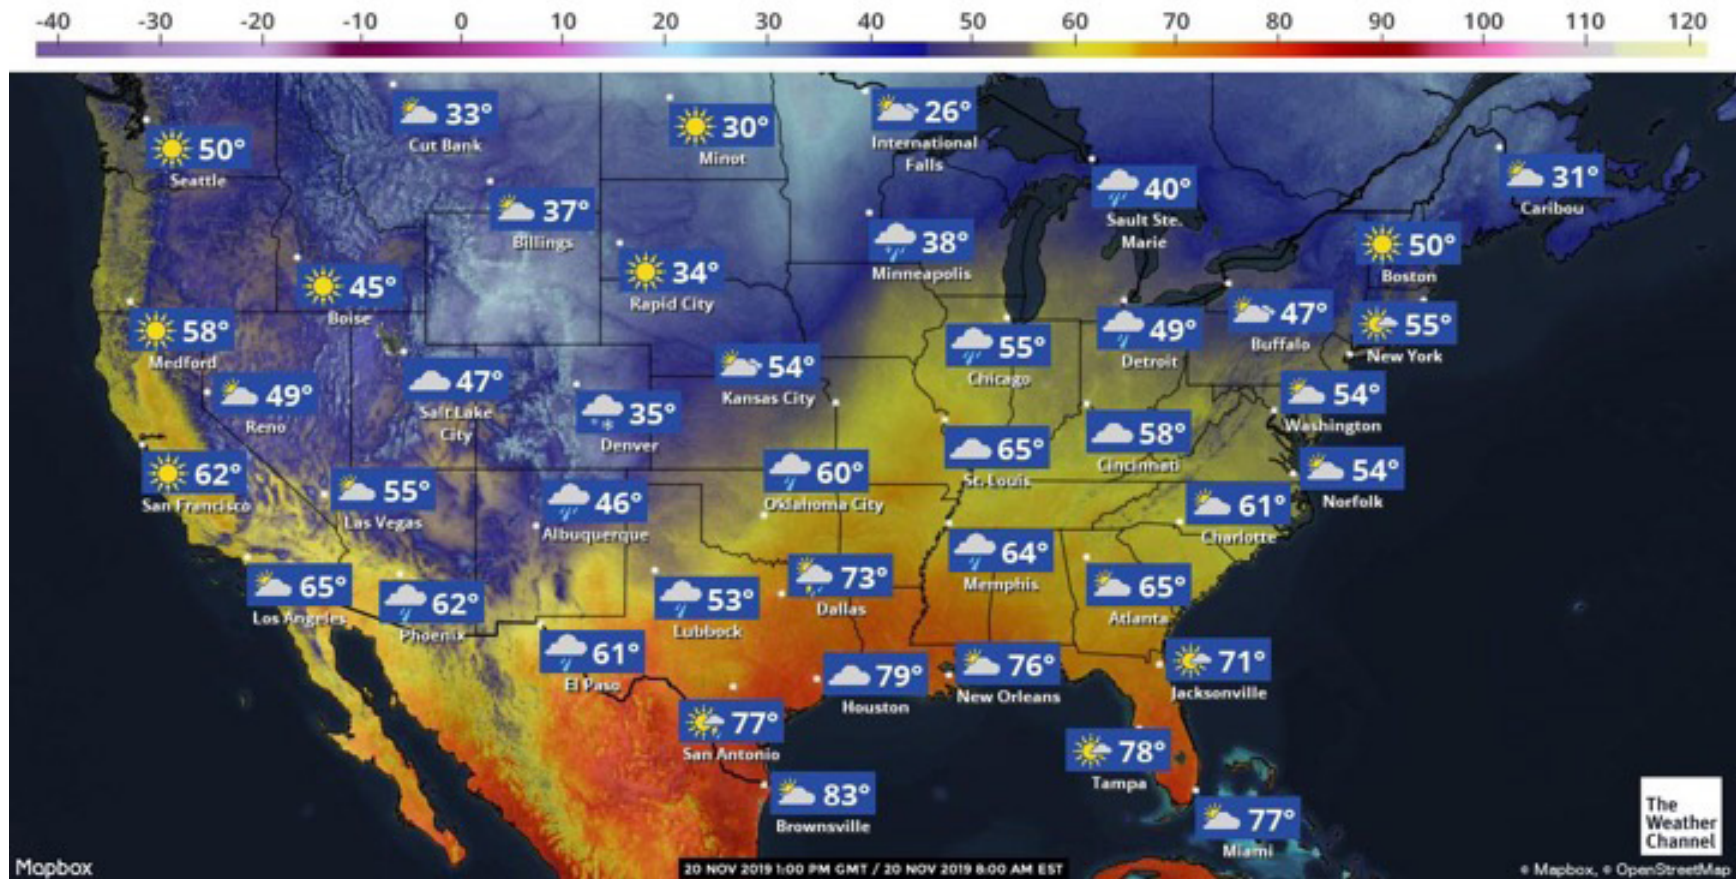 -40 -30 -20 -10 0 10 20 30 40 50 60 70 80 90 100 110 120
33°
Cut Bank
30°
Minot
26°
International
Falls
50°
Seattle
40°
Sault Ste.
Marie
31°
Caribou
37°
Billings
38°
Minneapolis
50°
Boston
34°
Rapid City
45°
Boise
58°
Medford
55°
Chicago
49°
Detroit
47°
Buffalo
55°
New York
54°
Kansas City
49°
Reno
47°
Salt Lake
City
35°
Denver
54°
Washington
65°
St. Louis
58°
Cincinnati
54°
Norfolk
62°
San Francisco
55°
Las Vegas
46°
Albuquerque
60°
Oklahoma City
61°
Charlotte
64°
Memphis
73°
Dallas
65°
Atlanta
65°
Los Angeles
62°
Phoenix
53°
Lubbock
61°
El Paso
79°
Houston
76°
New Orleans
71°
Jacksonville
77°
San Antonio
78°
Tampa
83°
Brownsville
77°
Miami
The
Weather
Channel
Mapbox
20 NOV 2019 1:00 PM GMT / 20 NOV 2019 8:00 AM EST
© Mapbox, © OpenStreetMap